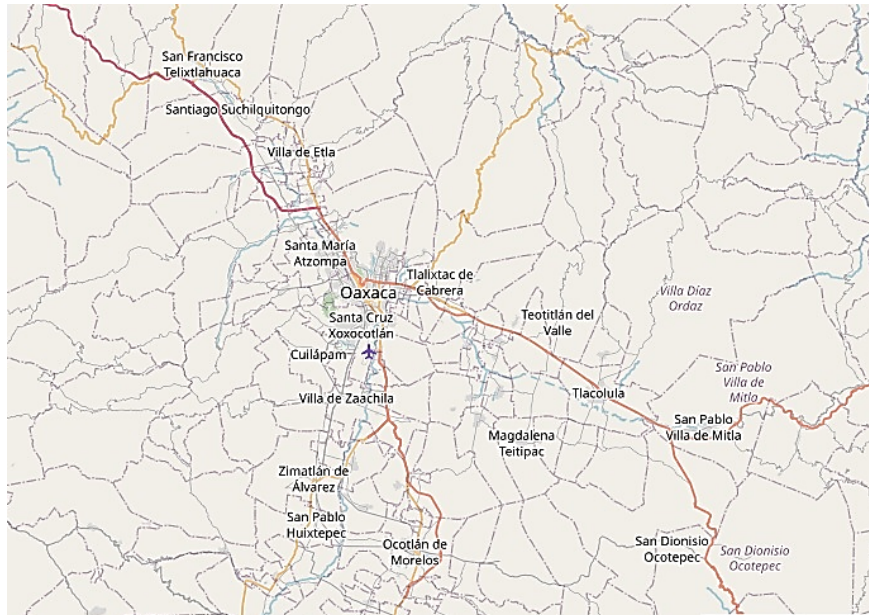 San Francisco
Telixtlahuaca
Santiago Suchilquitongo
Villa de Etla
Santa María
Atzompa
Tlalixtac de
Cabrera
Oaxaca
Villa Díaz
Ordaz
Teotitlán del
Valle
Santa Cruz
Xoxocotlán
Cuilápam
San Pablo
Villa de
Mitla
Villa de Zaachila
Tlacolula
San Pablo
Villa de Mitla
Magdalena
Teitipac
Zimatlán de
Álvarez
San Pablo
Huixtepec
Ocotlán de
Morelos
San Dionisio
Ocotepec
San Dionisio
Ocotepec